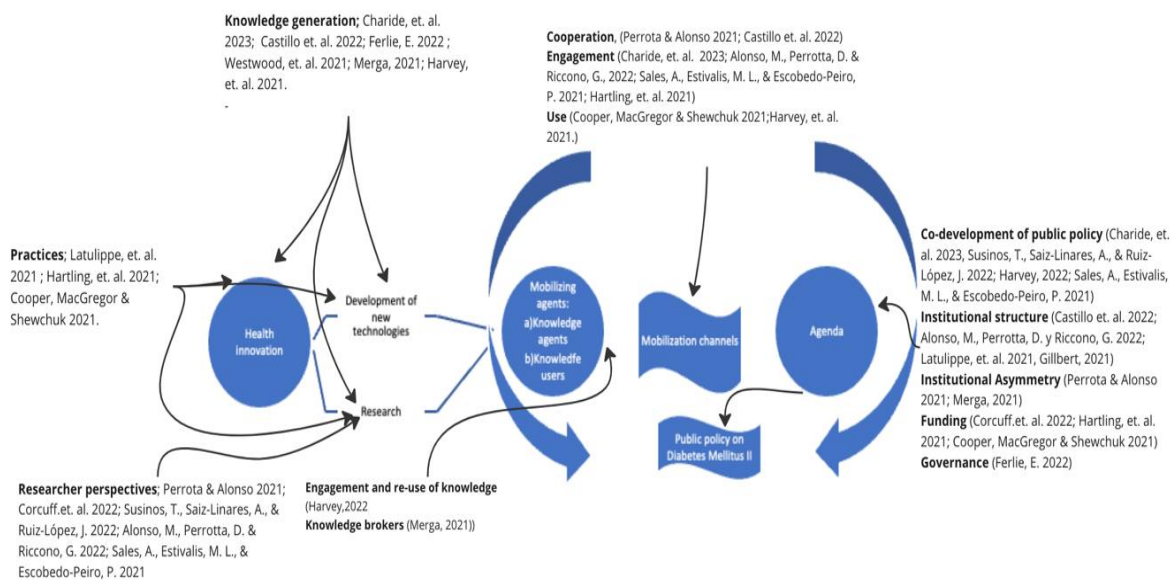 Knowledge generation; Charide, et. al.
2023;  Castillo et. al. 2022; Ferlie, E. 2022 ;
Westwood, et. al. 2021; Merga, 2021; Harvey,
et. al. 2021.
-
Cooperation, (Perrota & Alonso 2021; Castillo et. al. 2022)
Engagement (Charide, et. al.  2023; Alonso, M., Perrotta, D. &
Riccono, G., 2022; Sales, A., Estivalis, M. L., & Escobedo-Peiro,
P. 2021; Hartling, et. al. 2021)
Use (Cooper, MacGregor & Shewchuk 2021;Harvey, et. al.
2021.)
Practices; Latulippe, et. al.
2021 ; Hartling, et. al. 2021;
Cooper, MacGregor &
Shewchuk 2021.
Health
innovation
Development of
new
technologies
Research
Mobilizing
agents:
a)Knowledge
agents
b)Knowledfe
users
Mobilization channels
Agenda
Public policy on
Diabetes Mellitus II
Co-development of public policy (Charide, et.
al. 2023, Susinos, T., Saiz-Linares, A., & Ruiz-
López, J. 2022; Harvey, 2022; Sales, A., Estivalis,
M. L., & Escobedo-Peiro, P. 2021)
Institutional structure (Castillo et. al. 2022;
Alonso, M., Perrotta, D. y Riccono, G. 2022;
Latulippe, et. al. 2021, Gillbert, 2021)
Institutional Asymmetry (Perrota & Alonso
2021; Merga, 2021)
Funding (Corcuff.et. al. 2022; Hartling, et. al.
2021; Cooper, MacGregor & Shewchuk 2021)
Governance (Ferlie, E. 2022)
Researcher perspectives; Perrota & Alonso 2021;
Corcuff.et. al. 2022; Susinos, T., Saiz-Linares, A., &
Ruiz-López, J. 2022; Alonso, M., Perrotta, D. &
Riccono, G. 2022; Sales, A., Estivalis, M. L., &
Escobedo-Peiro, P. 2021
Engagement and re-use of knowledge
(Harvey,2022
Knowledge brokers (Merga, 2021))